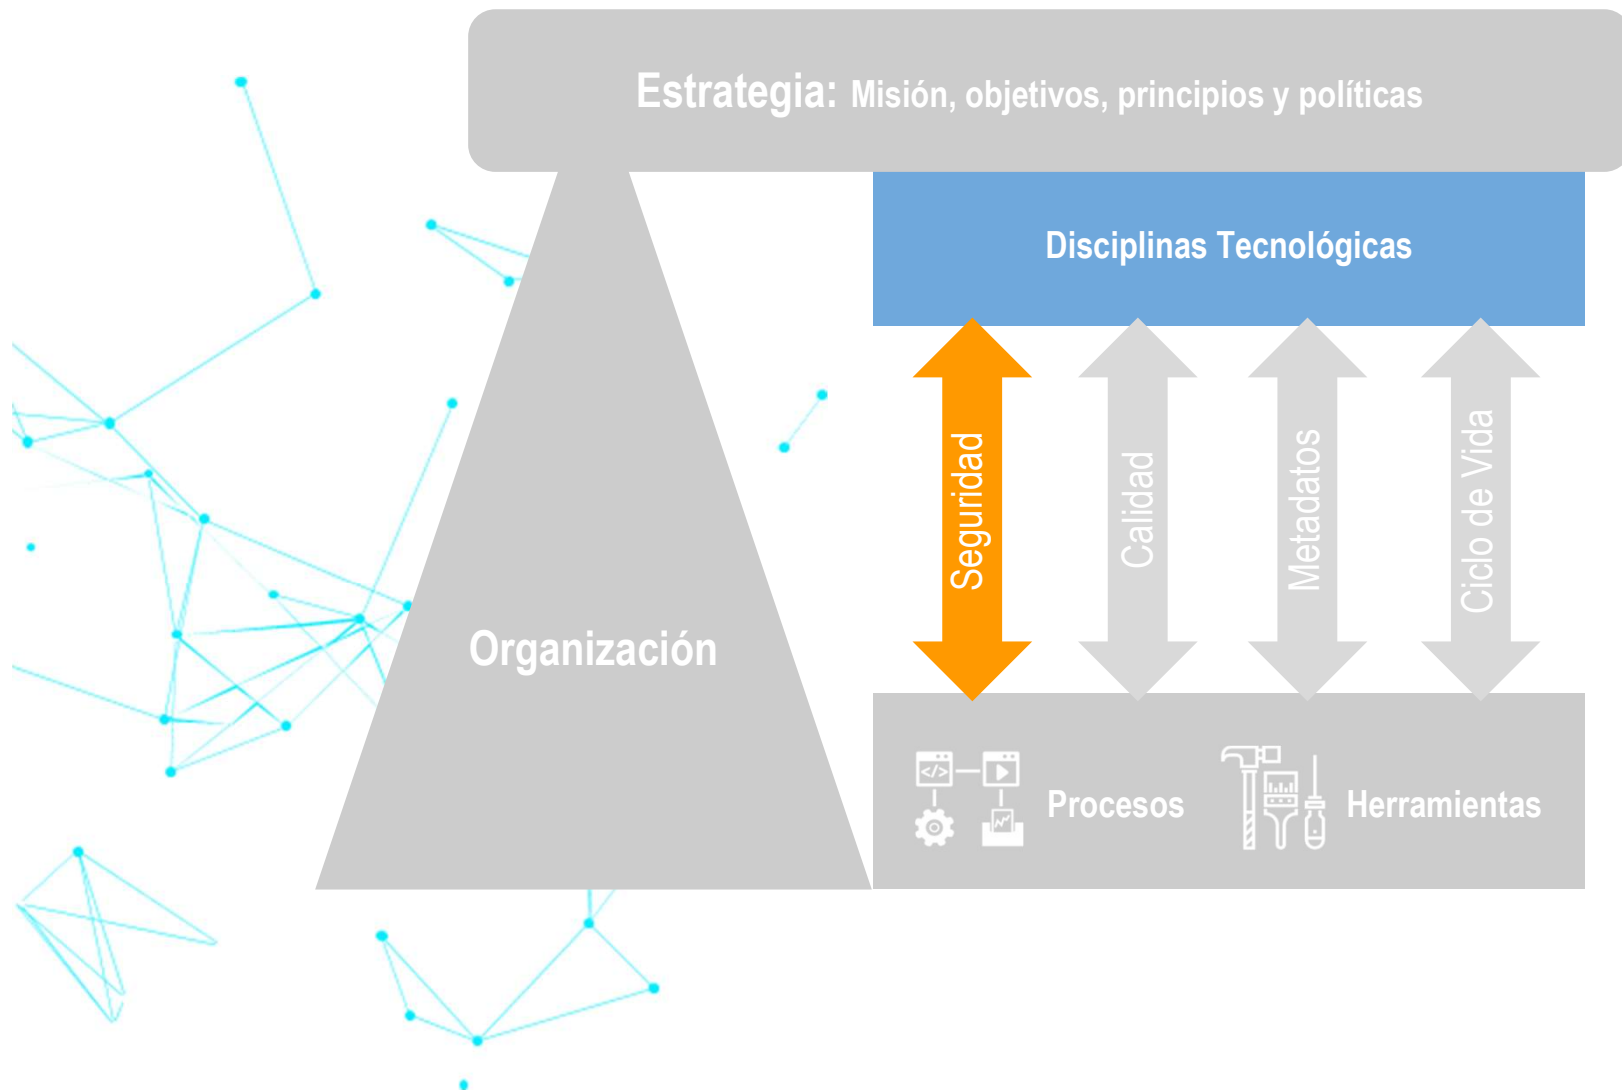 Estrategia: Misión, objetivos, principios y políticas
Disciplinas Tecnológicas
Seguridad
Calidad
Metadatos
Ciclo de Vida
Organización
</>
Procesos
Herramientas